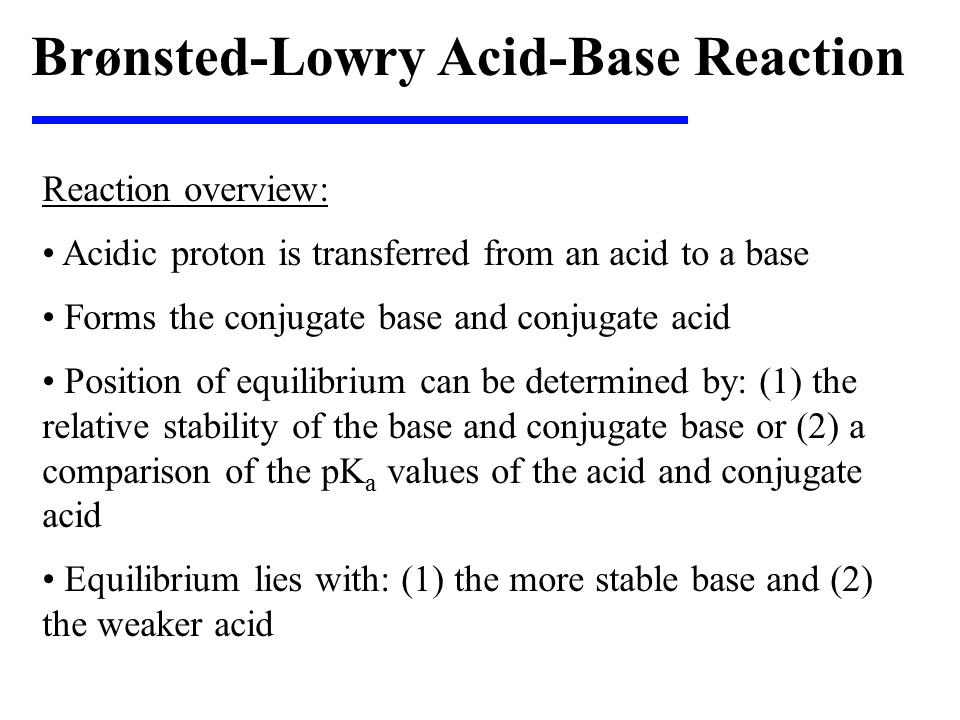 Brønsted-Lowry Acid-Base Reaction
Reaction overview:
• Acidic proton is transferred from an acid to a base
• Forms the conjugate base and conjugate acid
• Position of equilibrium can be determined by: (1) the
relative stability of the base and conjugate base or (2) a
comparison of the pKa values of the acid and conjugate
acid
• Equilibrium lies with: (1) the more stable base and (2)
the weaker acid